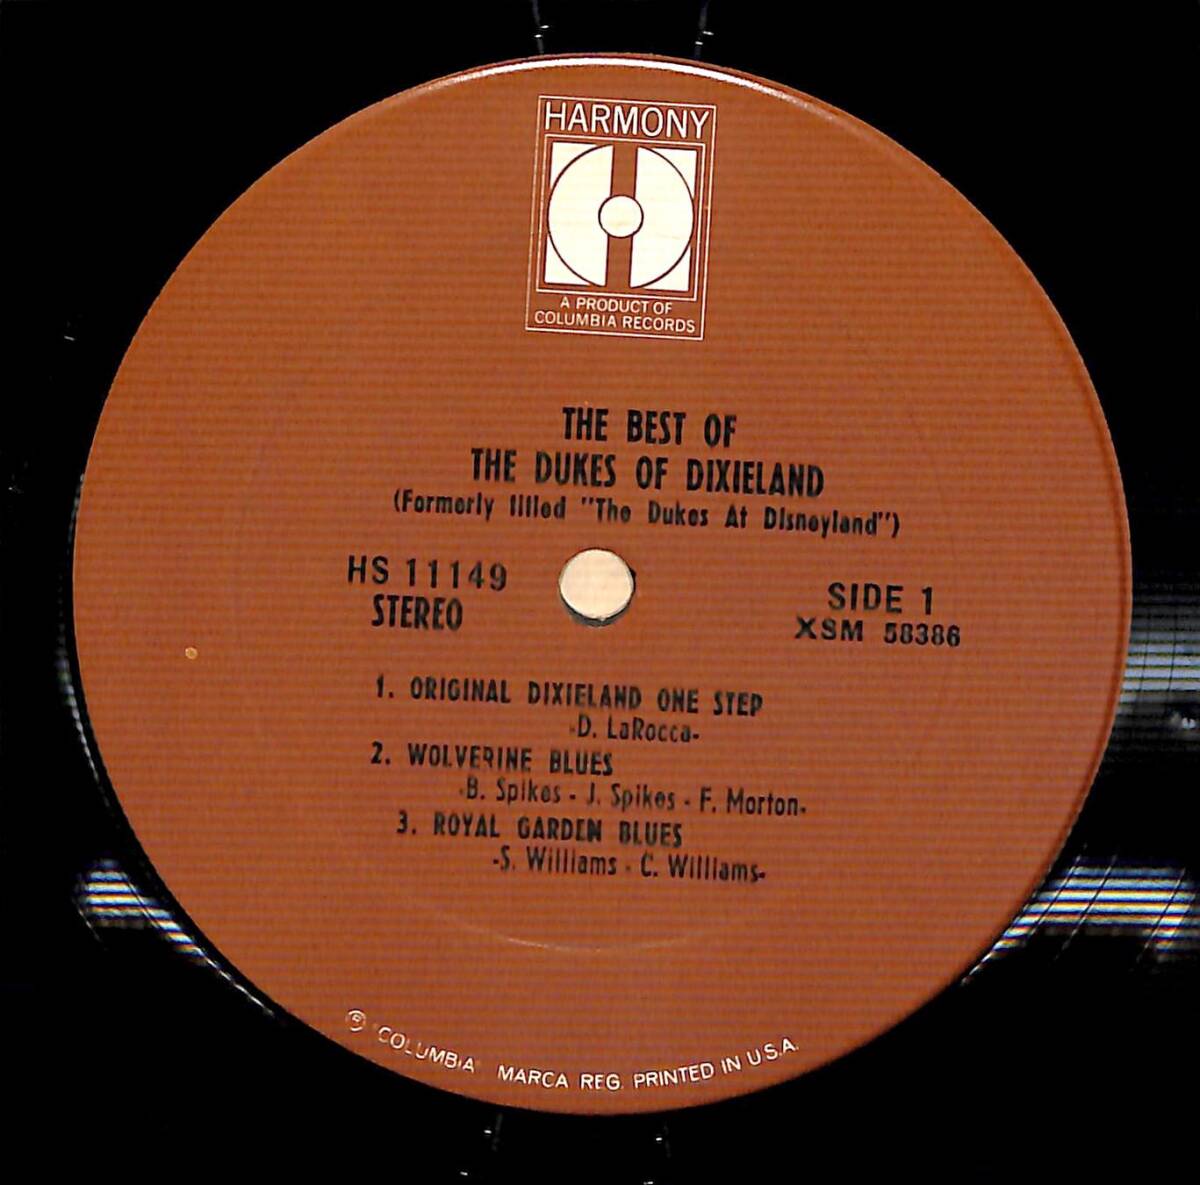 HARMONY
A PRODUCT OF
COLUMBIA RECORDS
THE BEST OF
THE DUKES OF DIXIELAND
(Formerly titled "The Dukes At Disneyland")
HS 11149
STEREO
SIDE 1
XSM 58386
1. ORIGINAL DIXIELAND ONE STEP
-D. LaRocca-
2. WOLVERINE BLUES
-B. Spikes - J. Spikes - F. Morton-
3. ROYAL GARDEN BLUES
-S. Williams - C. Williams-
® "COLUMBIA" MARCA REG. PRINTED IN U.S.A.